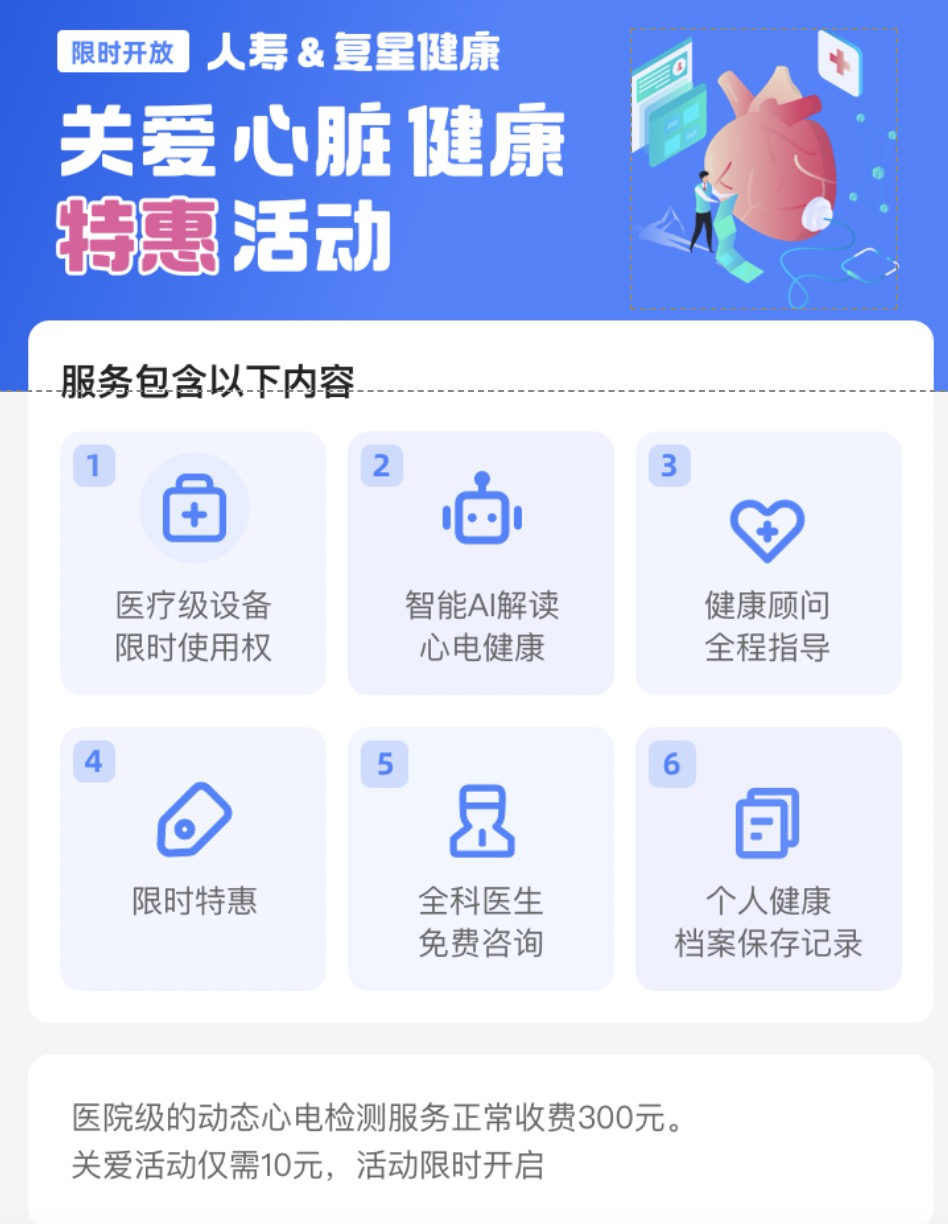 限时开放 人寿&复星健康
关爱心脏健康
特惠活动
服务包含以下内容
1
医疗级设备
限时使用权
2
智能AI解读
心电健康
3
健康顾问
全程指导
4
限时特惠
5
全科医生
免费咨询
6
个人健康
档案保存记录
医院级的动态心电检测服务正常收费300元。
关爱活动仅需10元，活动限时开启